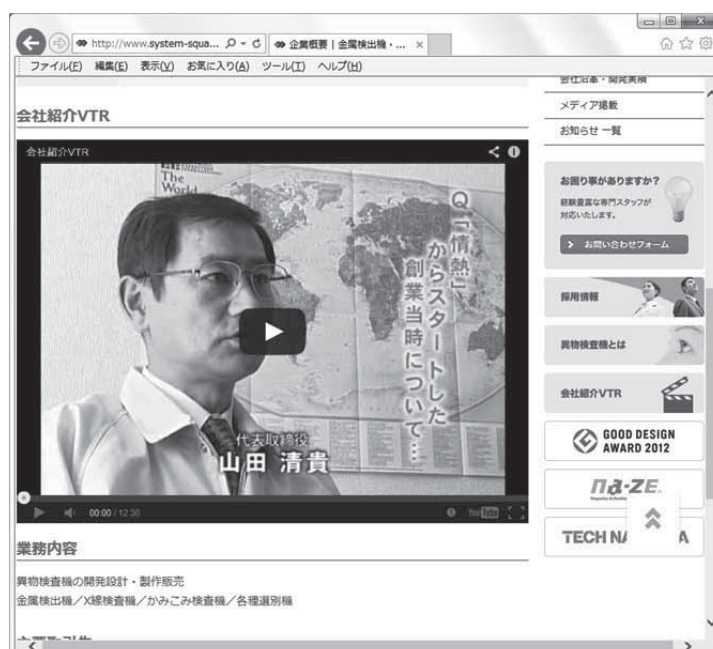 http://www.system-squa...
企業概要 | 金属検出機・...
ファイル(F) 編集(E) 表示(V) お気に入り(A) ツール(T) ヘルプ(H)
会社紹介VTR
会社紹介VTR
The
World
Q「情熱」
からスタートした
創業当時について…
代表取締役
山田 清貴
00:00 / 12:30
YouTube
業務内容
異物検査機の開発設計・製作販売
金属検出機／X線検査機／かみこみ検査機／各種選別機
会社沿革・開発実績
メディア掲載
お知らせ 一覧
お困り事がありますか？
経験豊富な専門スタッフが
対応いたします。
お問い合わせフォーム
採用情報
異物検査機とは
会社紹介VTR
GOOD DESIGN
AWARD 2012
na-ZE
TECH NA
A